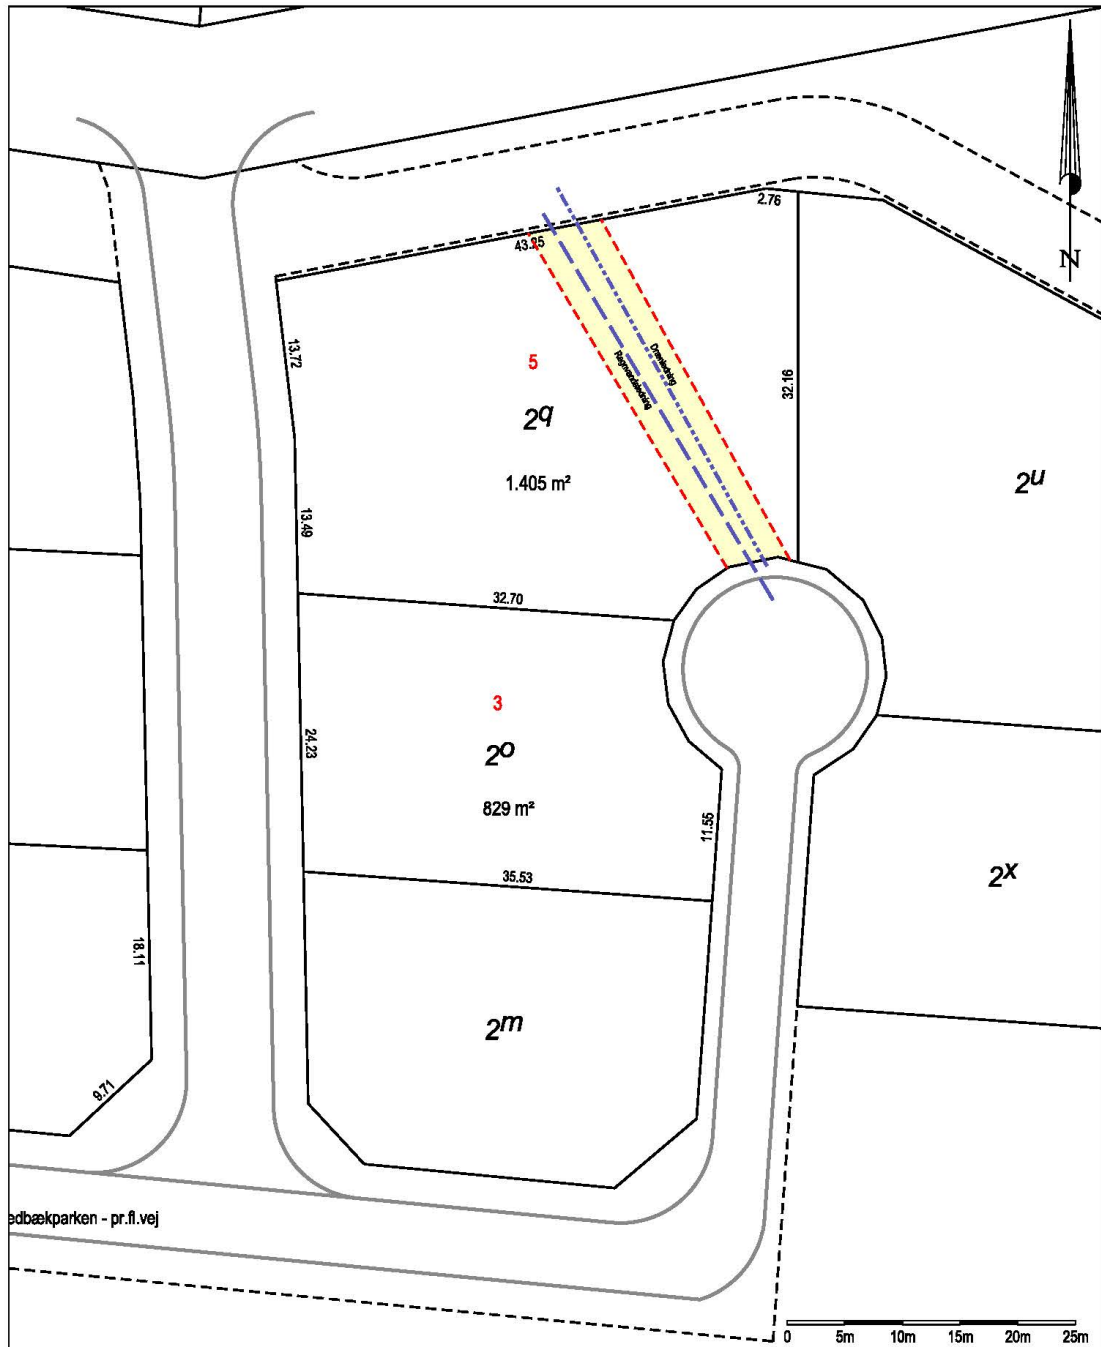 2.76
43.25
N
13.72
5
2q
1.405 m²
Regnvandsledning
Drænledning
32.16
2u
13.49
32.70
3
2o
829 m²
24.23
11.55
35.53
2x
18.11
2m
9.71
edbækparken - pr.fl.vej
0 5m 10m 15m 20m 25m